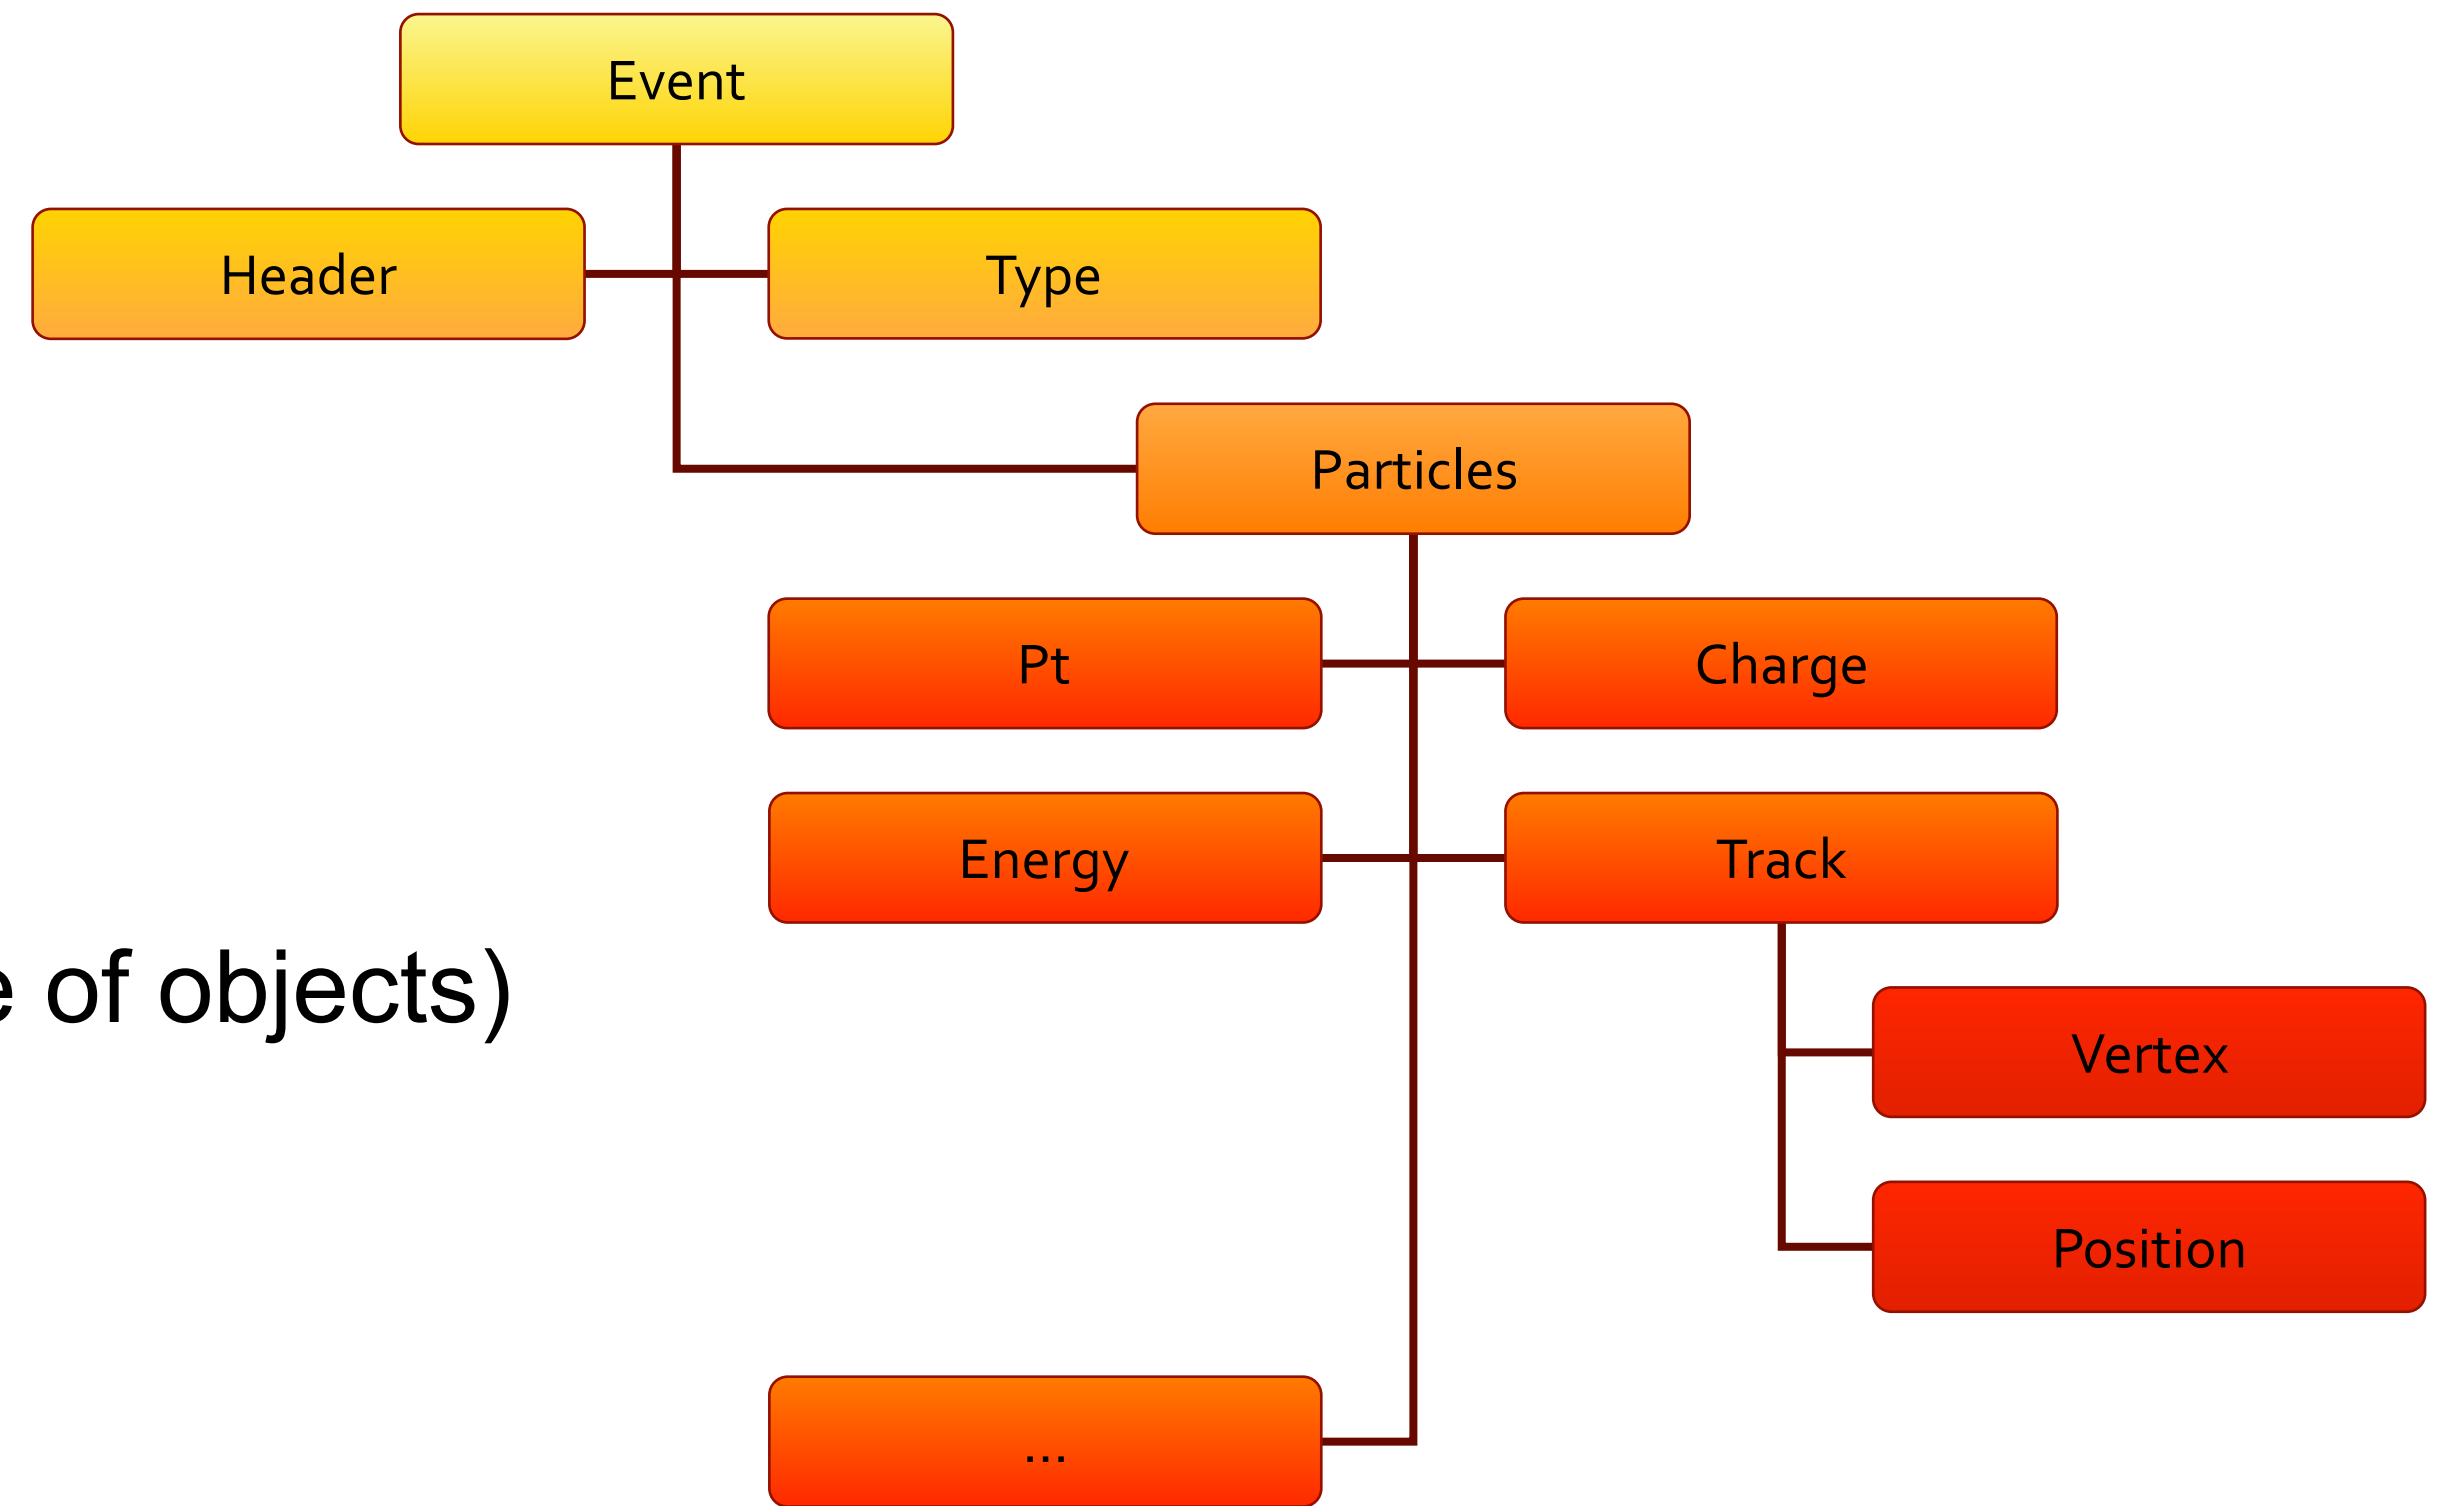 Event
Header
Type
Particles
Pt
Charge
Energy
Track
of objects)
Vertex
Position
...